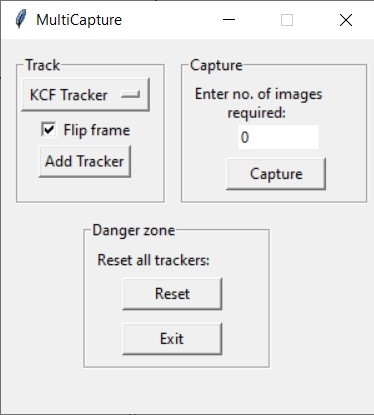 MultiCapture
Track
KCF Tracker
Flip frame
Add Tracker
Capture
Enter no. of images
required:
0
Capture
Danger zone
Reset all trackers:
Reset
Exit